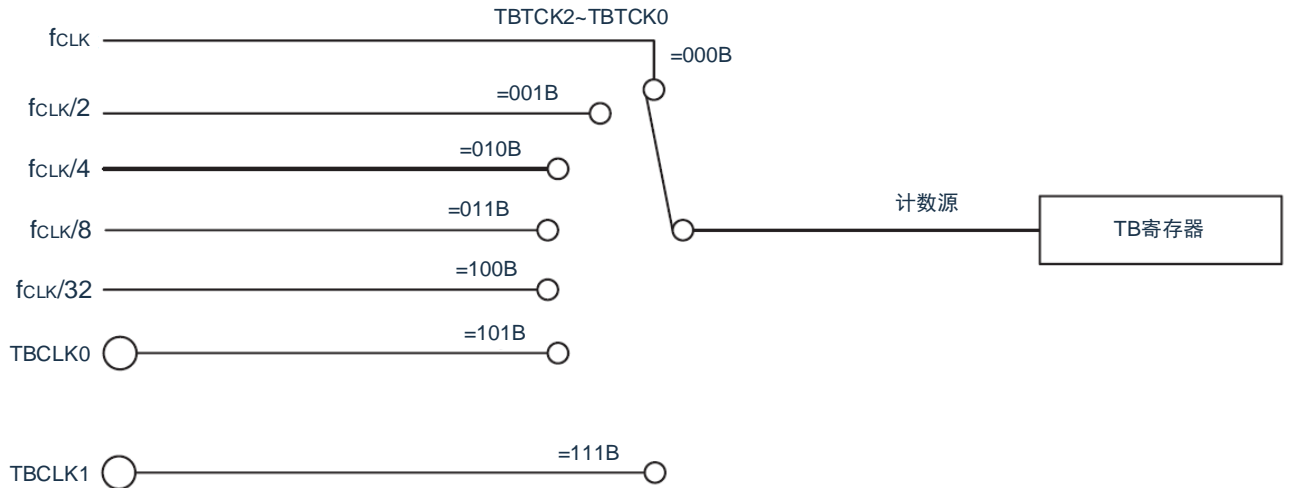 TBTCK2~TBTCK0
fCLK
=000B
fCLK/2
=001B
fCLK/4
=010B
fCLK/8
=011B
计数源
TB寄存器
fCLK/32
=100B
TBCLK0
=101B
TBCLK1
=111B